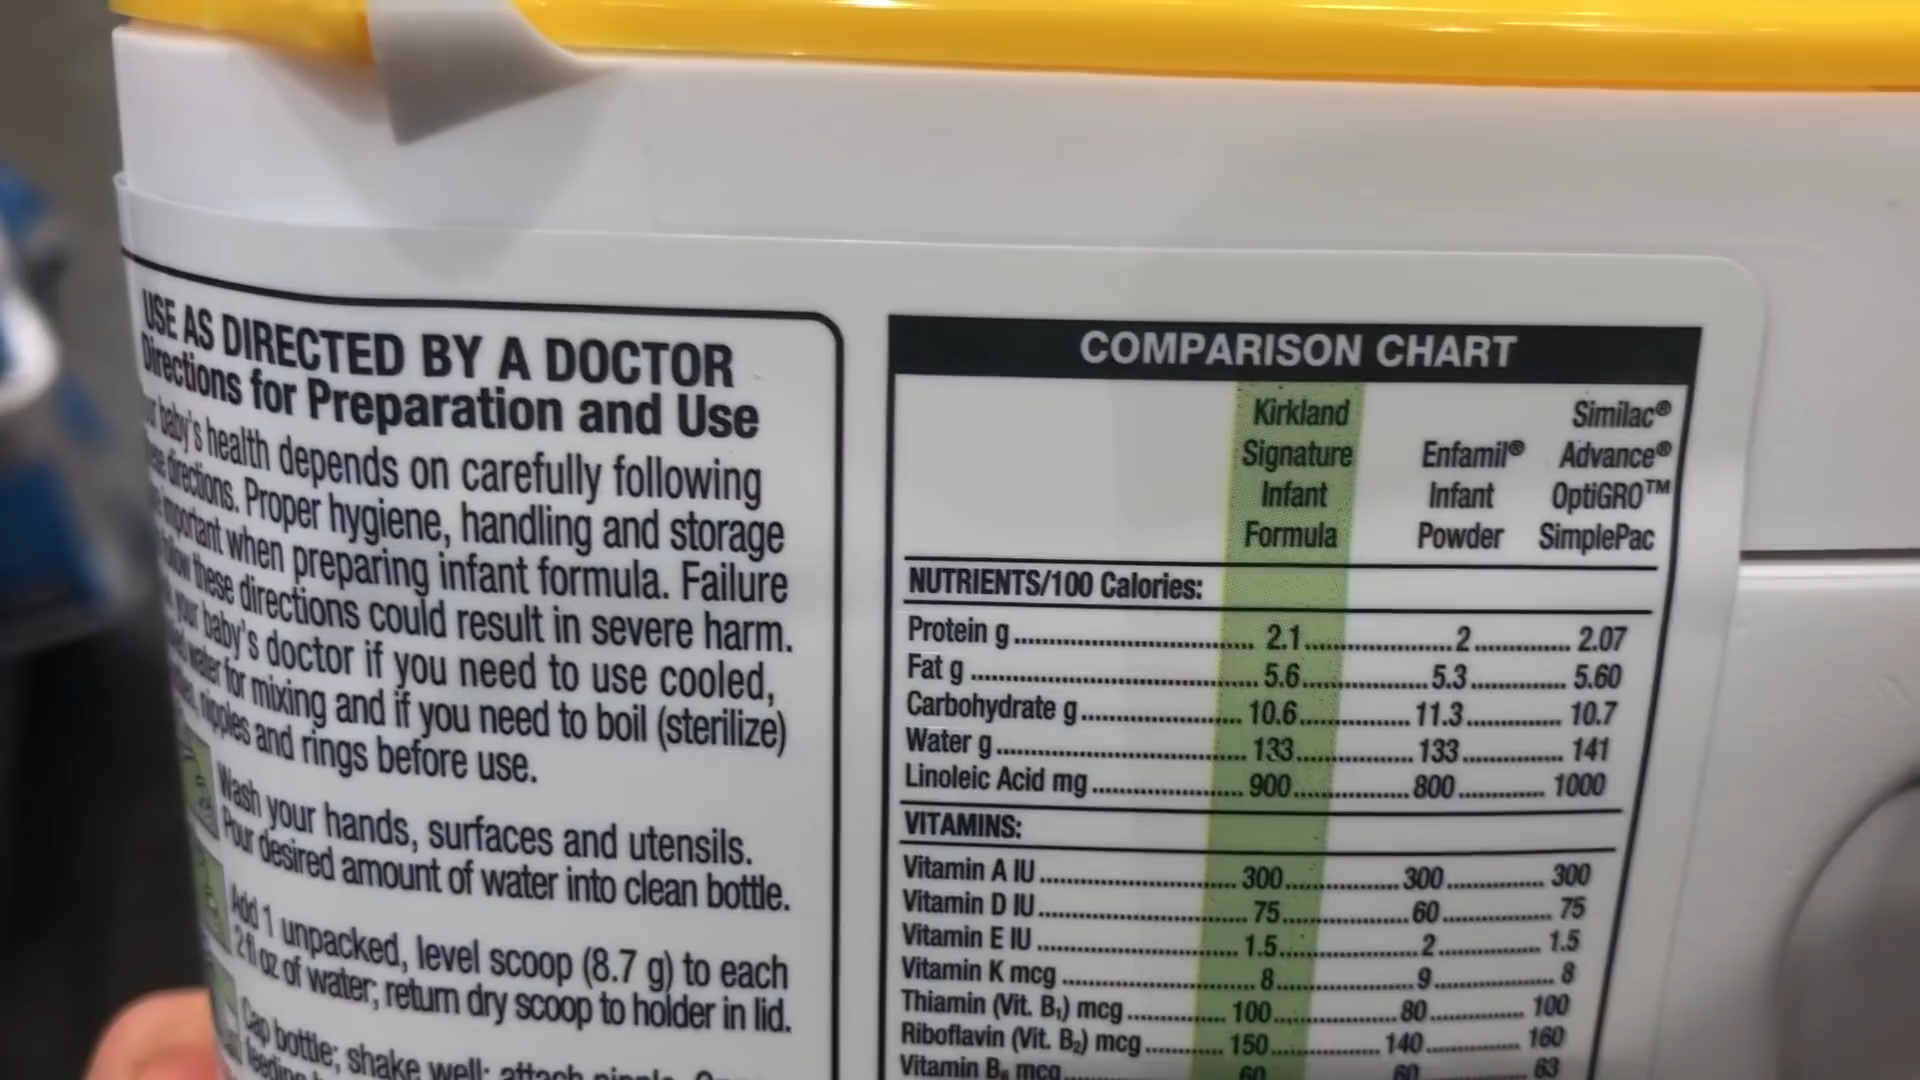 USE AS DIRECTED BY A DOCTOR
Directions for Preparation and Use
baby's health depends on carefully following
directions. Proper hygiene, handling and storage
important when preparing infant formula. Failure
follow these directions could result in severe harm.
your baby's doctor if you need to use cooled,
water for mixing and if you need to boil (sterilize)
nipples and rings before use.
Wash your hands, surfaces and utensils.
Pour desired amount of water into clean bottle.
Add 1 unpacked, level scoop (8.7 g) to each
2 fl oz of water; return dry scoop to holder in lid.
Cap bottle; shake well; attach nipple.
feeding
COMPARISON CHART
Kirkland Signature Infant Formula
Enfamil® Infant Powder
Similac® Advance® OptiGRO™ SimplePac
NUTRIENTS/100 Calories:
Protein g 2.1 2 2.07
Fat g 5.6 5.3 5.60
Carbohydrate g 10.6 11.3 10.7
Water g 133 133 141
Linoleic Acid mg 900 800 1000
VITAMINS:
Vitamin A IU 300 300 300
Vitamin D IU 75 60 75
Vitamin E IU 1.5 2 1.5
Vitamin K mcg 8 9 8
Thiamin (Vit. B₁) mcg 100 80 100
Riboflavin (Vit. B₂) mcg 150 140 160
Vitamin B₆ mcg 60 60 63